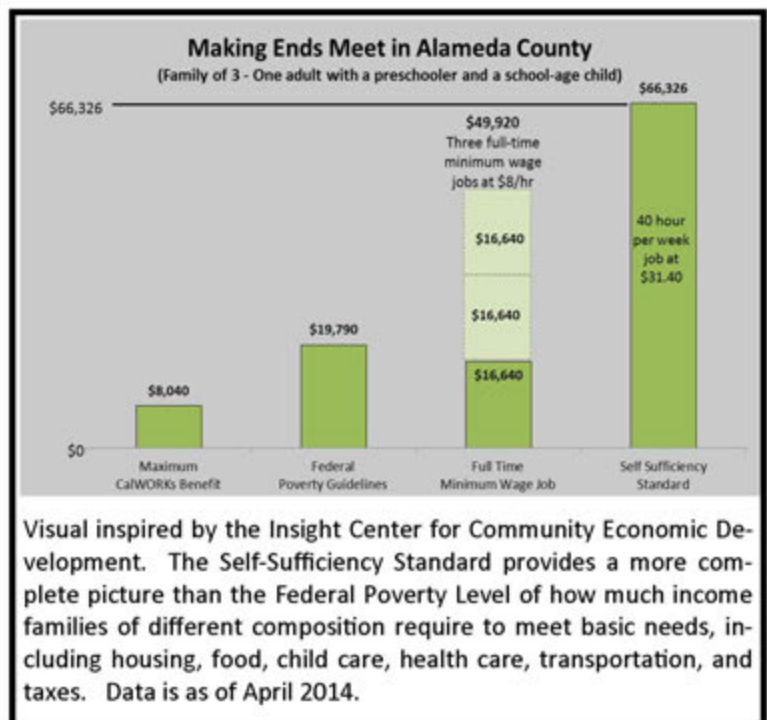 Making Ends Meet in Alameda County
(Family of 3 - One adult with a preschooler and a school-age child)
$66,326
$66,326
$49,920
Three full-time
minimum wage
jobs at $8/hr
$16,640
40 hour
per week
job at
$31.40
$16,640
$19,790
$16,640
$8,040
$0
Maximum
CalWORKs Benefit
Federal
Poverty Guidelines
Full Time
Minimum Wage Job
Self Sufficiency
Standard
Visual inspired by the Insight Center for Community Economic De-
velopment. The Self-Sufficiency Standard provides a more com-
plete picture than the Federal Poverty Level of how much income
families of different composition require to meet basic needs, in-
cluding housing, food, child care, health care, transportation, and
taxes. Data is as of April 2014.